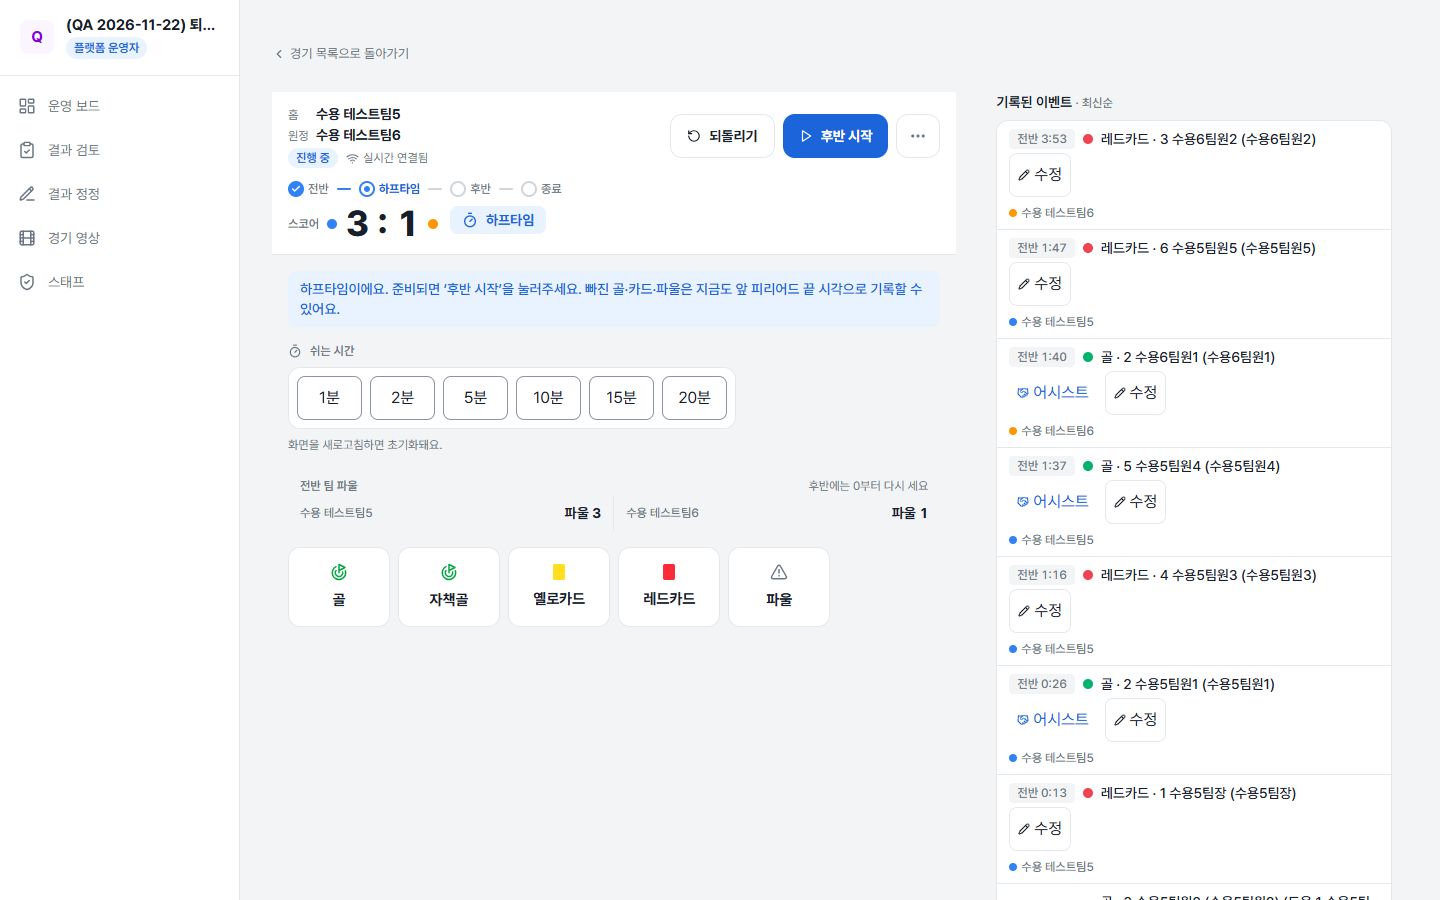 Q
(QA 2026-11-22) 퇴...
플랫폼 운영자
운영 보드
결과 검토
결과 정정
경기 영상
스태프
경기 목록으로 돌아가기
홈 수용 테스트팀5
원정 수용 테스트팀6
진행 중 실시간 연결됨
되돌리기
후반 시작
전반 하프타임 후반 종료
스코어 3 : 1 하프타임
하프타임이에요. 준비되면 ‘후반 시작’을 눌러주세요. 빠진 골·카드·파울은 지금도 앞 피리어드 끝 시각으로 기록할 수
있어요.
쉬는 시간
1분 2분 5분 10분 15분 20분
화면을 새로고침하면 초기화돼요.
전반 팀 파울 후반에는 0부터 다시 세요
수용 테스트팀5 파울 3 수용 테스트팀6 파울 1
골 자책골 옐로카드 레드카드 파울
기록된 이벤트 · 최신순
전반 3:53 레드카드 · 3 수용6팀원2 (수용6팀원2)
수정
수용 테스트팀6
전반 1:47 레드카드 · 6 수용5팀원5 (수용5팀원5)
수정
수용 테스트팀5
전반 1:40 골 · 2 수용6팀원1 (수용6팀원1)
어시스트 수정
수용 테스트팀6
전반 1:37 골 · 5 수용5팀원4 (수용5팀원4)
어시스트 수정
수용 테스트팀5
전반 1:16 레드카드 · 4 수용5팀원3 (수용5팀원3)
수정
수용 테스트팀5
전반 0:26 골 · 2 수용5팀원1 (수용5팀원1)
어시스트 수정
수용 테스트팀5
전반 0:13 레드카드 · 1 수용5팀장 (수용5팀장)
수정
수용 테스트팀5